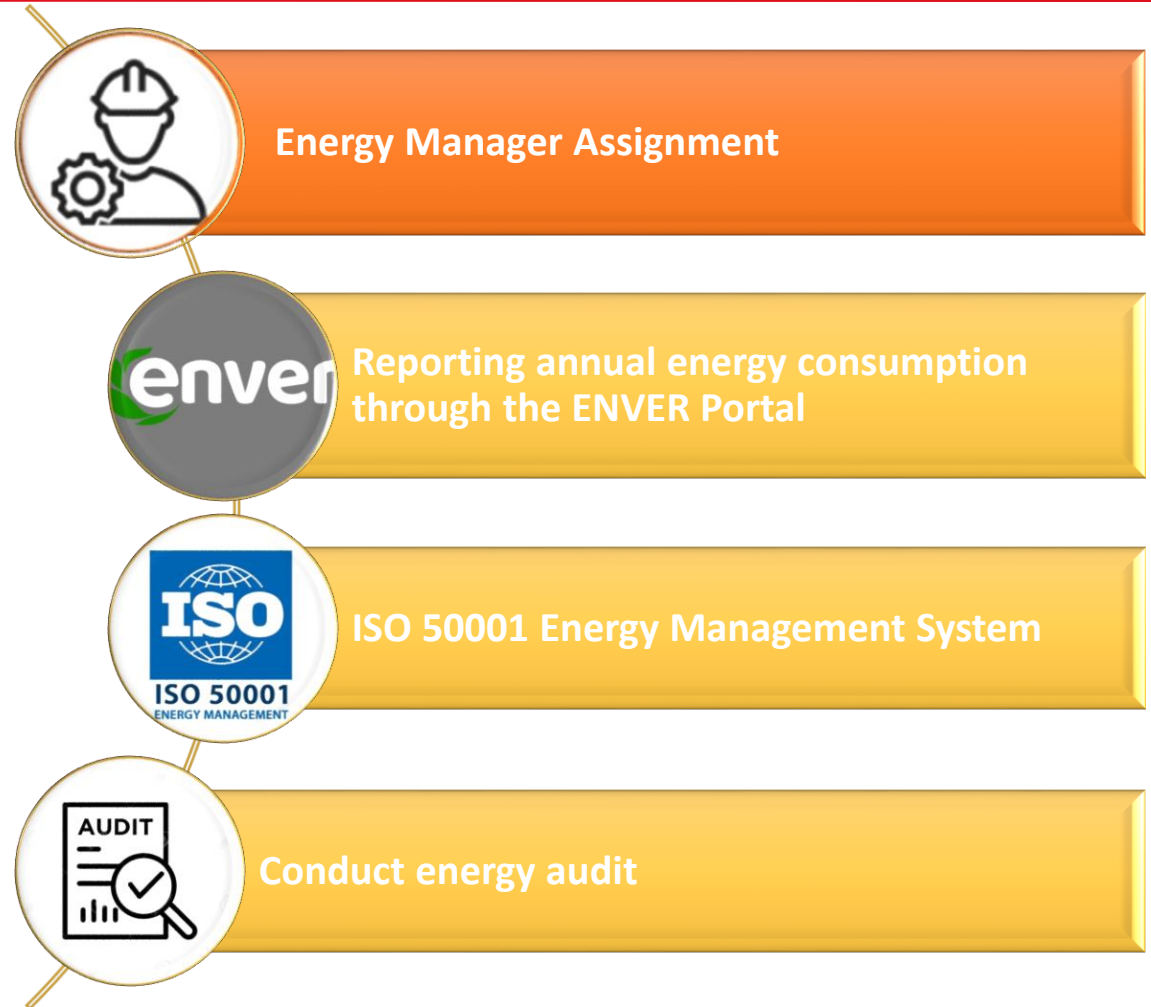 Energy Manager Assignment
enver
Reporting annual energy consumption
through the ENVER Portal
ISO
ISO 50001
ENERGY MANAGEMENT
ISO 50001 Energy Management System
AUDIT
Conduct energy audit